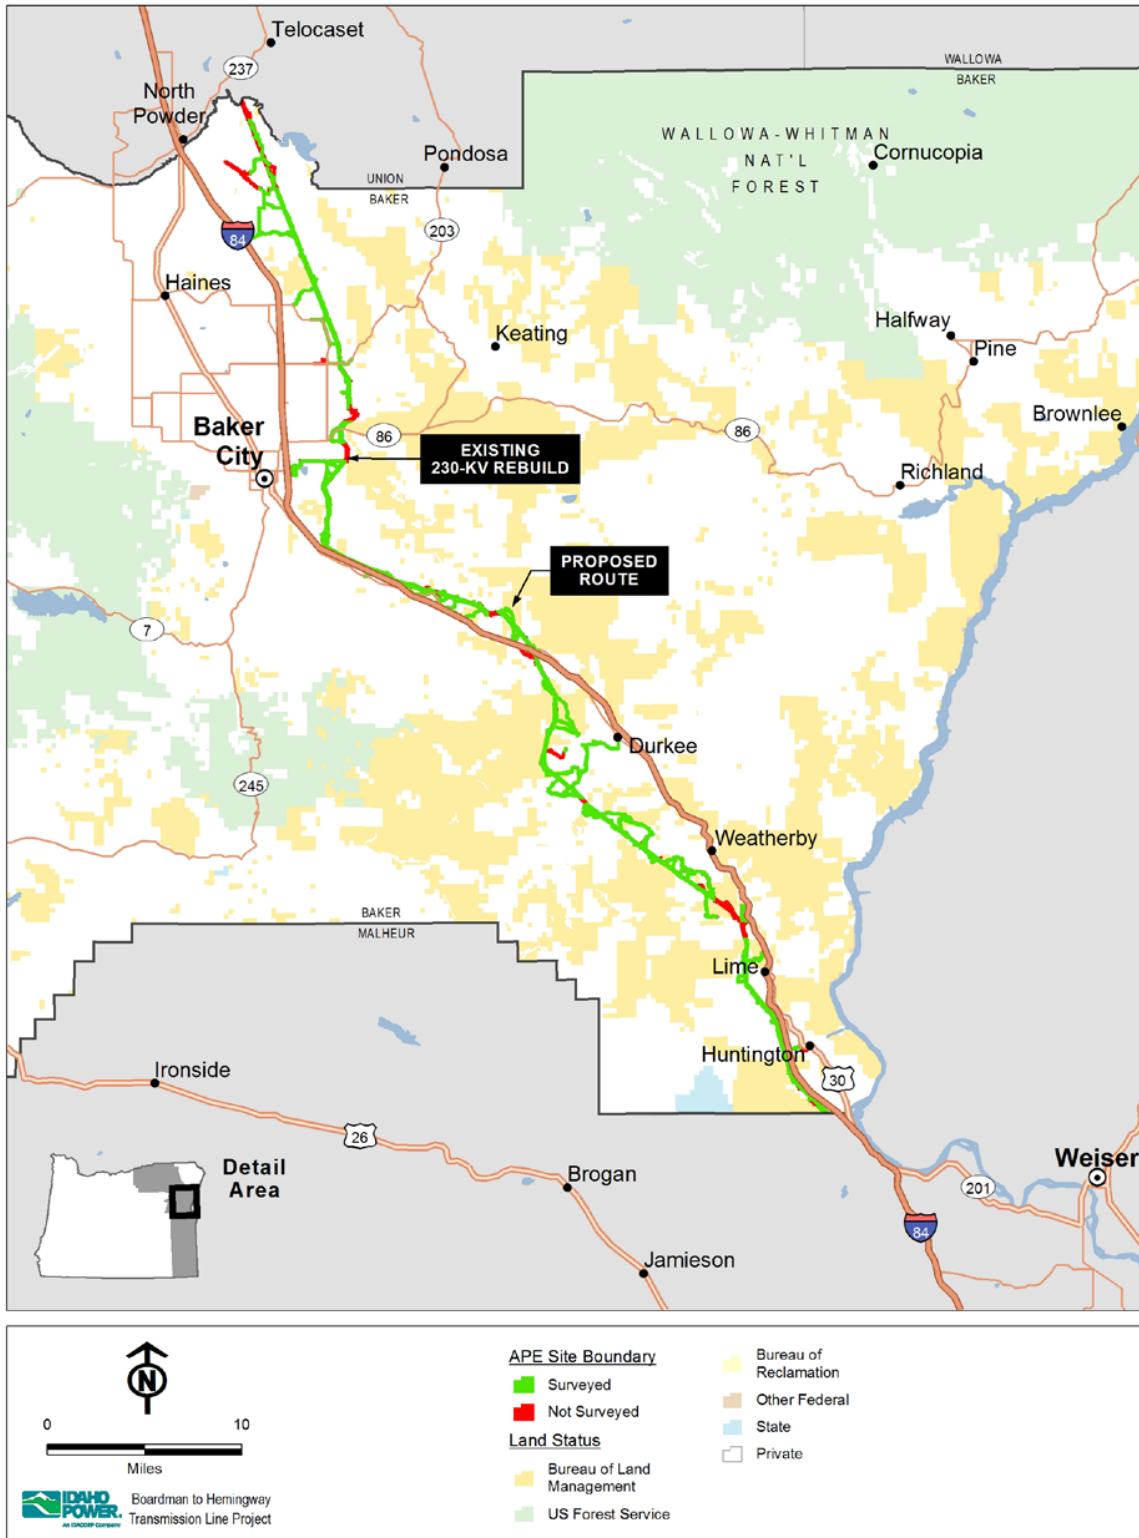 Telocaset
237
North
Powder
WALLOWA
BAKER
WALLOWA-WHITMAN
NAT'L
FOREST
Cornucopia
Pondosa
UNION
BAKER
203
84
Haines
Keating
Halfway
Pine
Brownlee
Baker
City
86
EXISTING
230-KV REBUILD
86
Richland
PROPOSED
ROUTE
7
Durkee
245
Weatherby
BAKER
MALHEUR
Lime
Huntington
30
Ironside
26
Detail
Area
Brogan
Weiser
201
84
Jamieson
N
0 10
Miles
IDAHO
POWER.
An IDACORP Company
Boardman to Hemingway
Transmission Line Project
APE Site Boundary
Surveyed
Not Surveyed
Land Status
Bureau of Land
Management
US Forest Service
Bureau of
Reclamation
Other Federal
State
Private